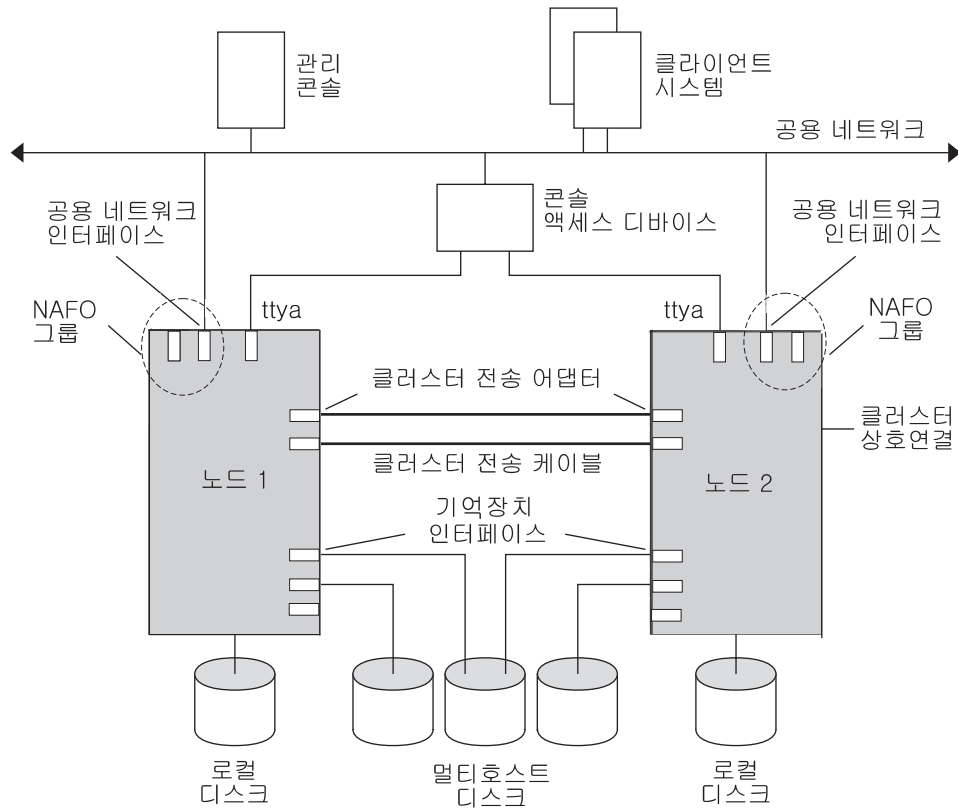 관리
콘솔
클라이언트
시스템
공용 네트워크
콘솔
액세스 디바이스
공용 네트워크
인터페이스
공용 네트워크
인터페이스
NAFO
그룹
ttya
ttya
NAFO
그룹
클러스터 전송 어댑터
클러스터
상호연결
클러스터 전송 케이블
노드 1
노드 2
기억장치
인터페이스
로컬
디스크
멀티호스트
디스크
로컬
디스크